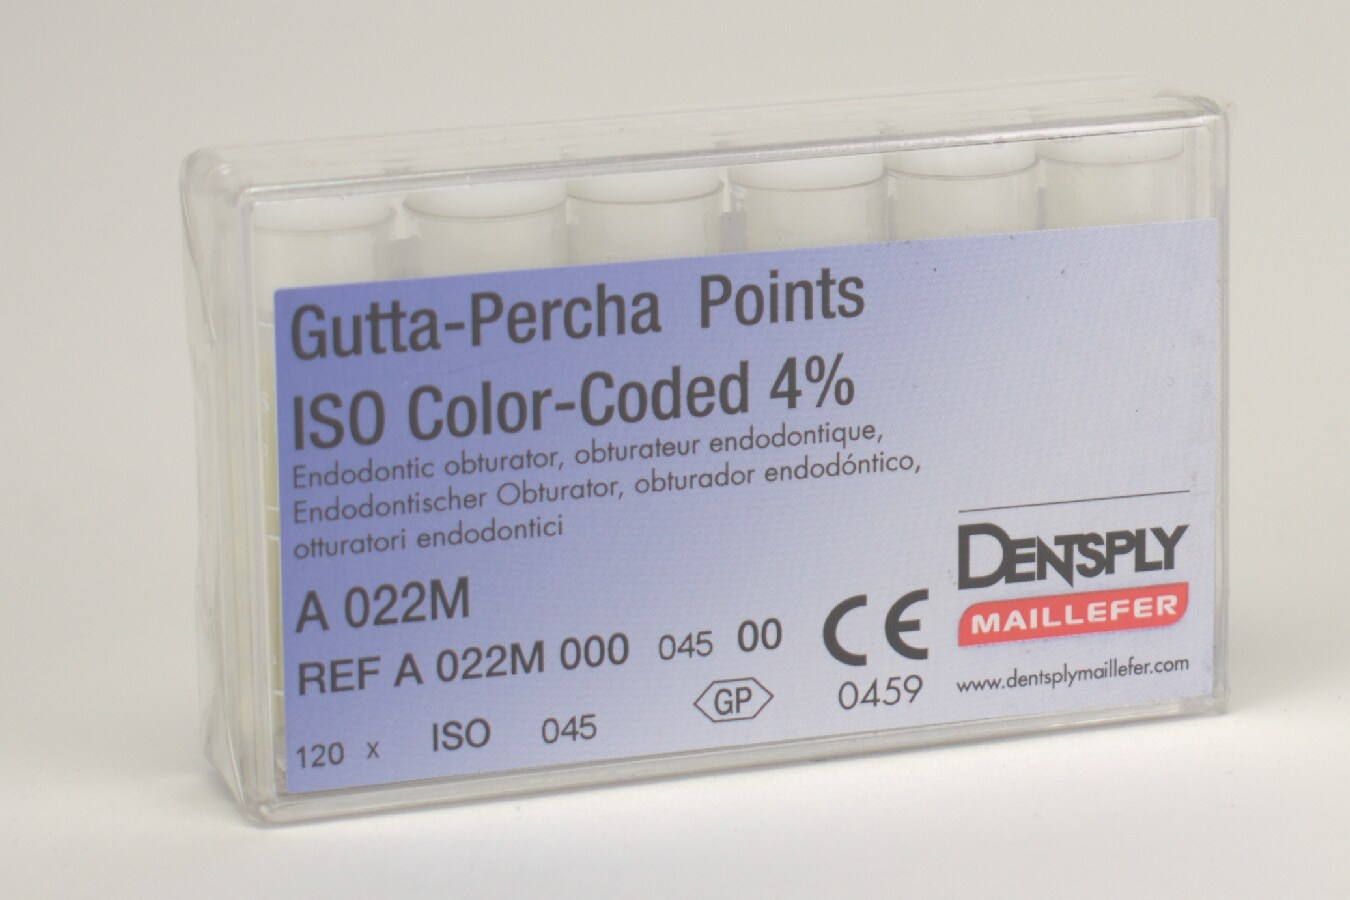 Gutta-Percha Points
ISO Color-Coded 4%
Endodontic obturator, obturateur endodontique,
Endodontischer Obturator, obturador endodóntico,
otturatori endodontici
A 022M
REF A 022M 000 045 00
120 x ISO 045
GP
CE
0459
DENTSPLY
MAILLEFER
www.dentsplymaillefer.com